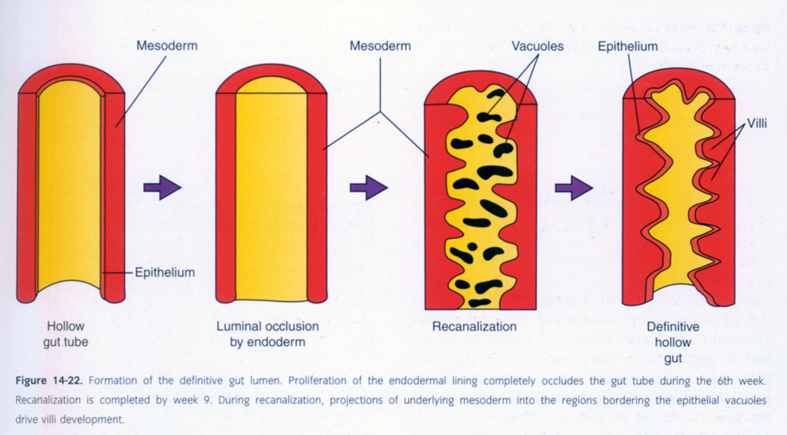 Mesoderm
Mesoderm
Vacuoles
Epithelium
Villi
Epithelium
Hollow
gut tube
Luminal occlusion
by endoderm
Recanalization
Definitive
hollow
gut
Figure 14-22. Formation of the definitive gut lumen. Proliferation of the endodermal lining completely occludes the gut tube during the 6th week.
Recanalization is completed by week 9. During recanalization, projections of underlying mesoderm into the regions bordering the epithelial vacuoles
drive villi development.